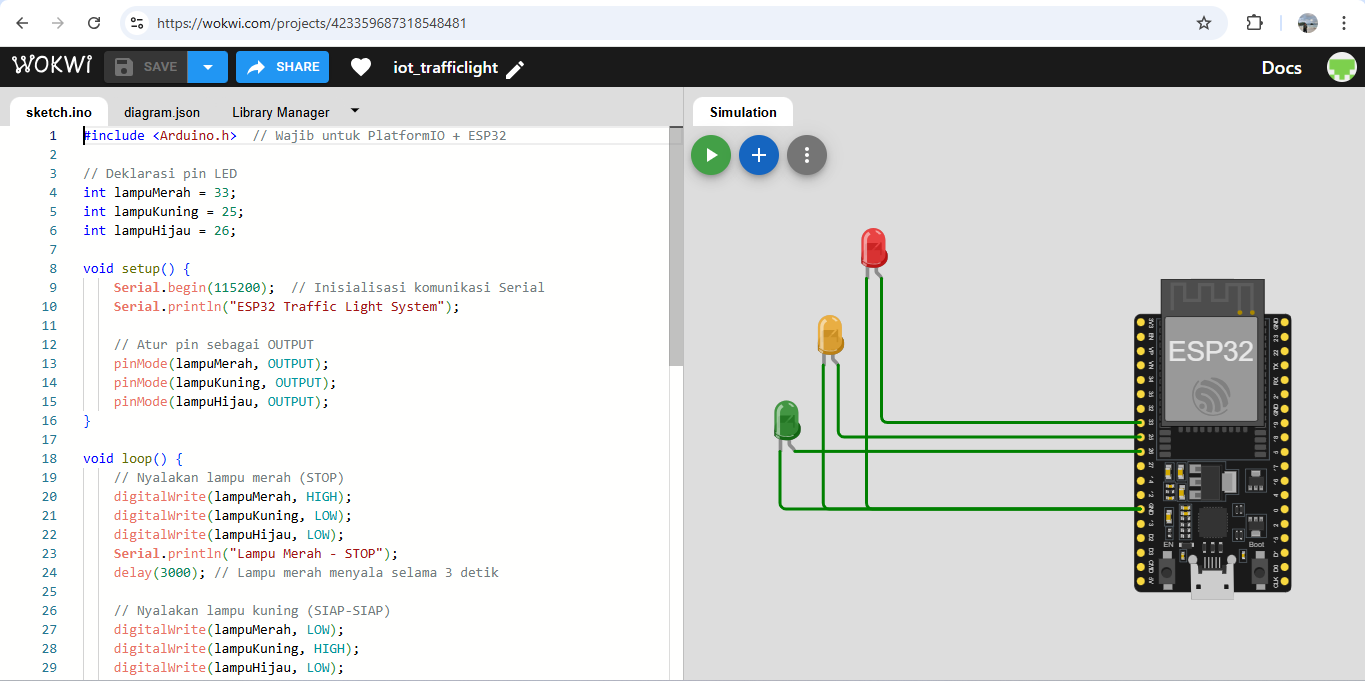 https://wokwi.com/projects/423359687318548481
WOKWI
SAVE
SHARE
iot_trafficlight
Docs
sketch.ino
diagram.json
Library Manager
Simulation
1 #include <Arduino.h>  // Wajib untuk PlatformIO + ESP32
2
3 // Deklarasi pin LED
4 int lampuMerah = 33;
5 int lampuKuning = 25;
6 int lampuHijau = 26;
7
8 void setup() {
9     Serial.begin(115200);  // Inisialisasi komunikasi Serial
10     Serial.println("ESP32 Traffic Light System");
11
12     // Atur pin sebagai OUTPUT
13     pinMode(lampuMerah, OUTPUT);
14     pinMode(lampuKuning, OUTPUT);
15     pinMode(lampuHijau, OUTPUT);
16 }
17
18 void loop() {
19     // Nyalakan lampu merah (STOP)
20     digitalWrite(lampuMerah, HIGH);
21     digitalWrite(lampuKuning, LOW);
22     digitalWrite(lampuHijau, LOW);
23     Serial.println("Lampu Merah - STOP");
24     delay(3000); // Lampu merah menyala selama 3 detik
25
26     // Nyalakan lampu kuning (SIAP-SIAP)
27     digitalWrite(lampuMerah, LOW);
28     digitalWrite(lampuKuning, HIGH);
29     digitalWrite(lampuHijau, LOW);
ESP32
EN
Boot